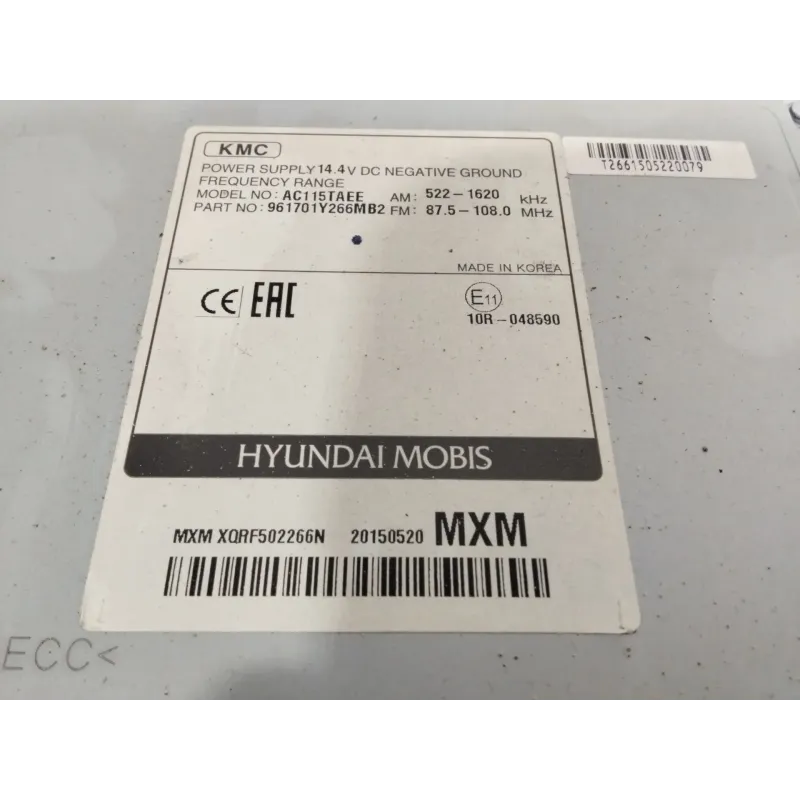 KMC
POWER SUPPLY 14.4V DC NEGATIVE GROUND
FREQUENCY RANGE
MODEL NO: AC115TAEE AM: 522-1620 KHz
PART NO: 961701Y266MB2 FM: 87.5-108.0 MHz
T2661505220079
MADE IN KOREA
CE EAC E11
10R-048590
HYUNDAI MOBIS
MXM XQRF502266N 20150520 MXM
ECC<